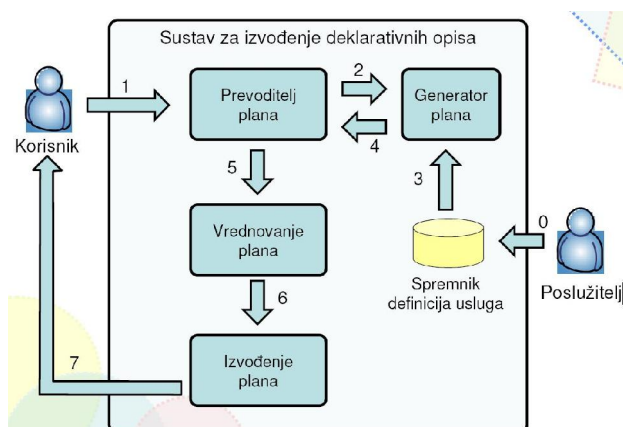 Sustav za izvođenje deklarativnih opisa
1
Prevoditelj
plana
2
4
Generator
plana
Korisnik
5
3
0
Vrednovanje
plana
Spremnik
definicija usluga
Poslužitelj
6
7
Izvođenje
plana